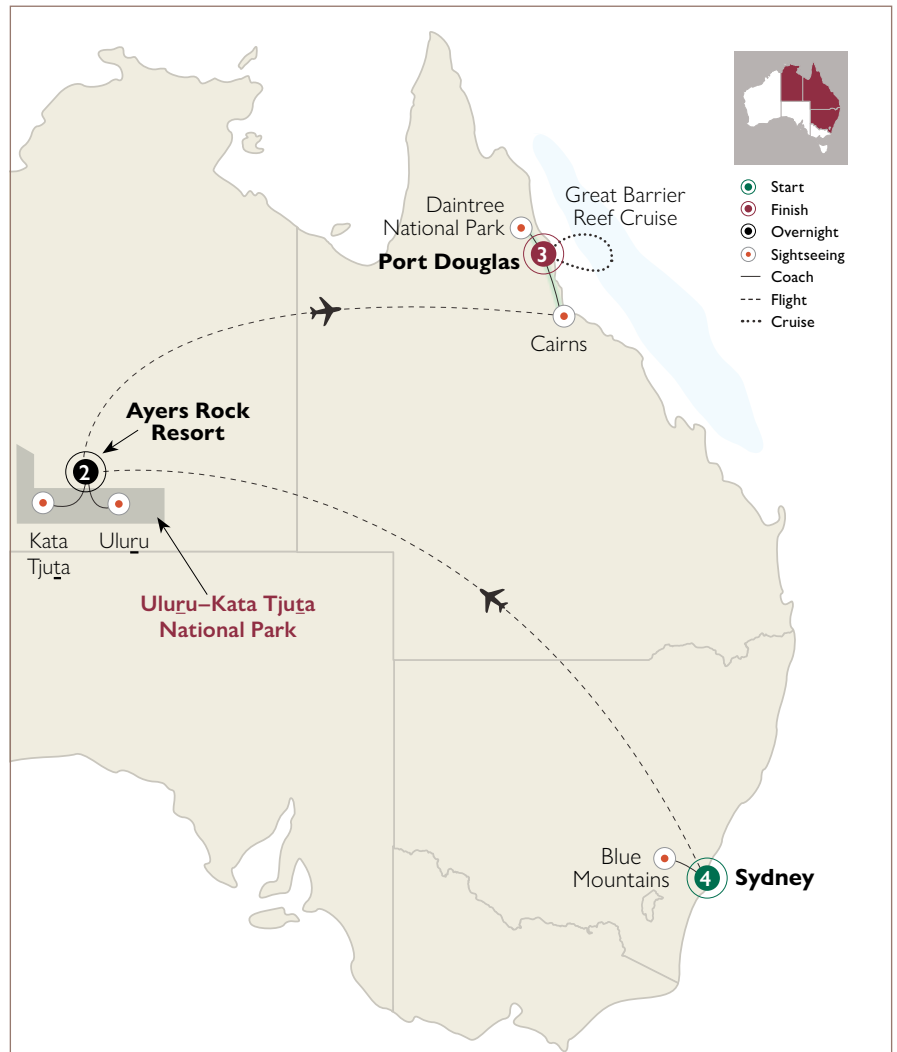 Start
Finish
Overnight
Sightseeing
Coach
Flight
Cruise
Great Barrier
Reef Cruise
Daintree
National Park
3
Port Douglas
Cairns
Ayers Rock
Resort
2
Kata
Tjuṯa
Uluṟu
Uluṟu–Kata Tjuṯa
National Park
Blue
Mountains
4
Sydney